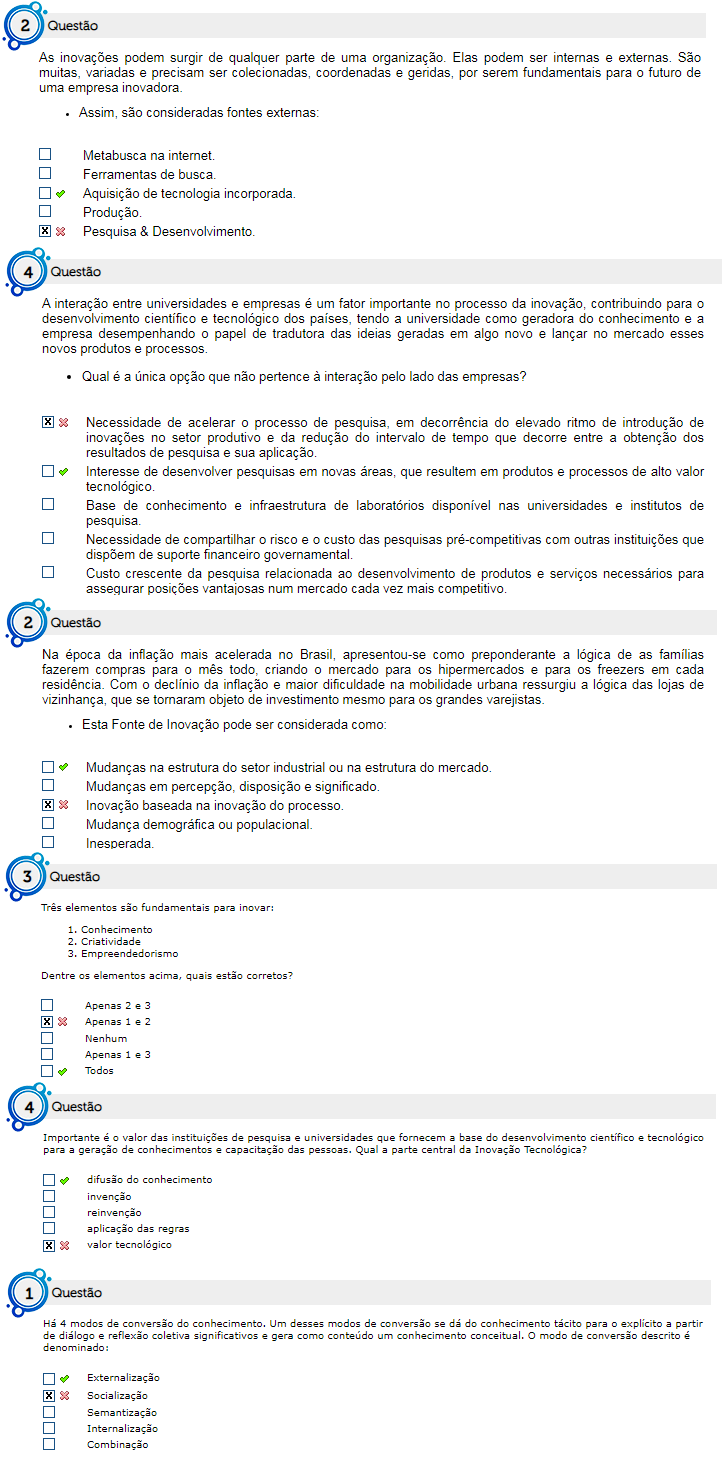 2 Questão
As inovações podem surgir de qualquer parte de uma organização. Elas podem ser internas e externas. São
muitas, variadas e precisam ser colecionadas, coordenadas e geridas, por serem fundamentais para o futuro de
uma empresa inovadora.
• Assim, são consideradas fontes externas:
Metabusca na internet.
Ferramentas de busca.
Aquisição de tecnologia incorporada.
Produção.
X Pesquisa & Desenvolvimento.
4 Questão
A interação entre universidades e empresas é um fator importante no processo da inovação, contribuindo para o
desenvolvimento científico e tecnológico dos países, tendo a universidade como geradora do conhecimento e a
empresa desempenhando o papel de tradutora das ideias geradas em algo novo e lançar no mercado esses
novos produtos e processos.
• Qual é a única opção que não pertence à interação pelo lado das empresas?
X Necessidade de acelerar o processo de pesquisa, em decorrência do elevado ritmo de introdução de
inovações no setor produtivo e da redução do intervalo de tempo que decorre entre a obtenção dos
resultados de pesquisa e sua aplicação.
Interesse de desenvolver pesquisas em novas áreas, que resultem em produtos e processos de alto valor
tecnológico.
Base de conhecimento e infraestrutura de laboratórios disponível nas universidades e institutos de
pesquisa.
Necessidade de compartilhar o risco e o custo das pesquisas pré-competitivas com outras instituições que
dispõem de suporte financeiro governamental.
Custo crescente da pesquisa relacionada ao desenvolvimento de produtos e serviços necessários para
assegurar posições vantajosas num mercado cada vez mais competitivo.
2 Questão
Na época da inflação mais acelerada no Brasil, apresentou-se como preponderante a lógica de as famílias
fazerem compras para o mês todo, criando o mercado para os hipermercados e para os freezers em cada
residência. Com o declínio da inflação e maior dificuldade na mobilidade urbana ressurgiu a lógica das lojas de
vizinhança, que se tornaram objeto de investimento mesmo para os grandes varejistas.
• Esta Fonte de Inovação pode ser considerada como:
Mudanças na estrutura do setor industrial ou na estrutura do mercado.
Mudanças em percepção, disposição e significado.
X Inovação baseada na inovação do processo.
Mudança demográfica ou populacional.
Inesperada.
3 Questão
Três elementos são fundamentais para inovar:
1. Conhecimento
2. Criatividade
3. Empreendedorismo
Dentre os elementos acima, quais estão corretos?
Apenas 2 e 3
X Apenas 1 e 2
Nenhum
Apenas 1 e 3
Todos
4 Questão
Importante é o valor das instituições de pesquisa e universidades que fornecem a base do desenvolvimento científico e tecnológico
para a geração de conhecimentos e capacitação das pessoas. Qual a parte central da Inovação Tecnológica?
difusão do conhecimento
invenção
reinvenção
aplicação das regras
X valor tecnológico
1 Questão
Há 4 modos de conversão do conhecimento. Um desses modos de conversão se dá do conhecimento tácito para o explícito a partir
de diálogo e reflexão coletiva significativos e gera como conteúdo um conhecimento conceitual. O modo de conversão descrito é
denominado:
Externalização
X Socialização
Semantização
Internalização
Combinação